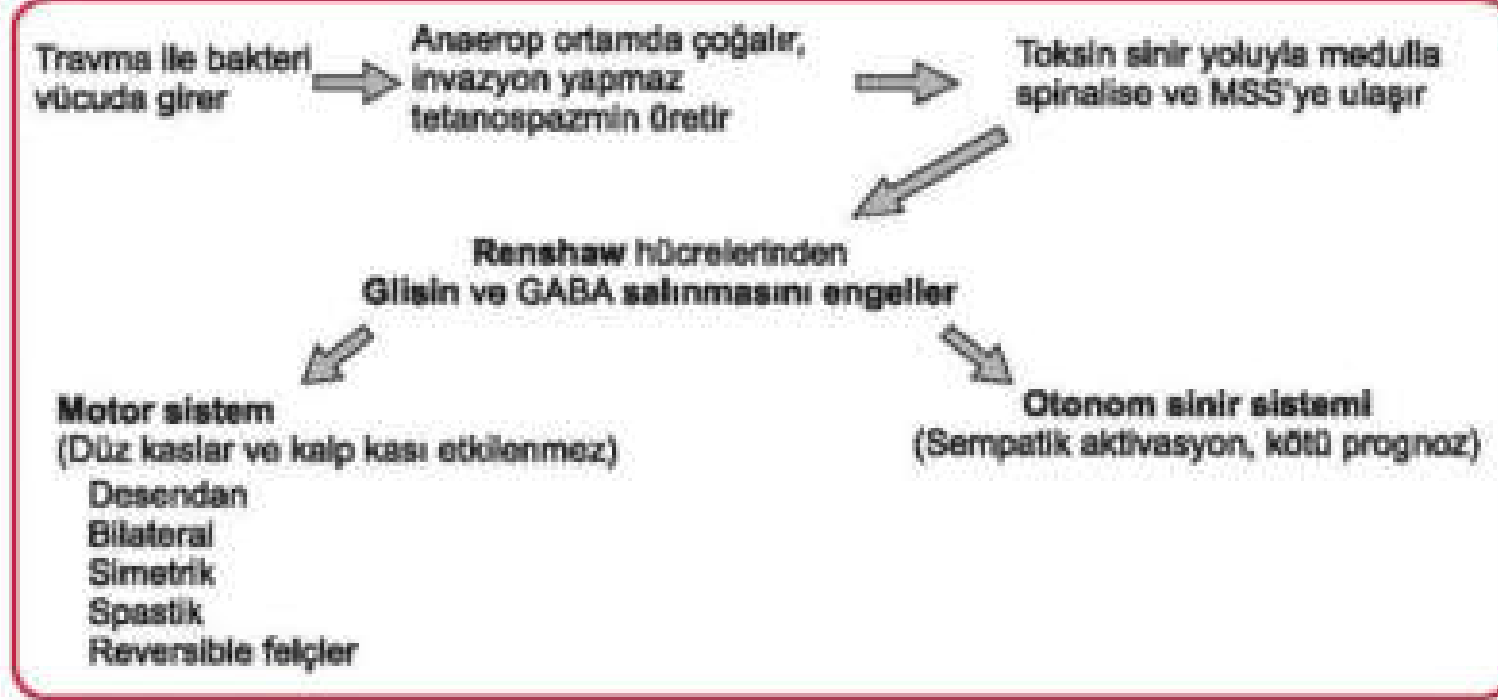 Travma ile bakteri
vücuda girer
Anaerop ortamda çoğalır,
invazyon yapmaz
tetanospazmin üretir
Toksin sinir yoluyla medulla
spinalise ve MSS'ye ulaşır
Renshaw hücrelerinden
Glisin ve GABA salınmasını engeller
Motor sistem
(Düz kaslar ve kalp kası etkilenmez)
Desendan
Bilateral
Simetrik
Spastik
Reversible felçler
Otonom sinir sistemi
(Sempatik aktivasyon, kötü prognoz)